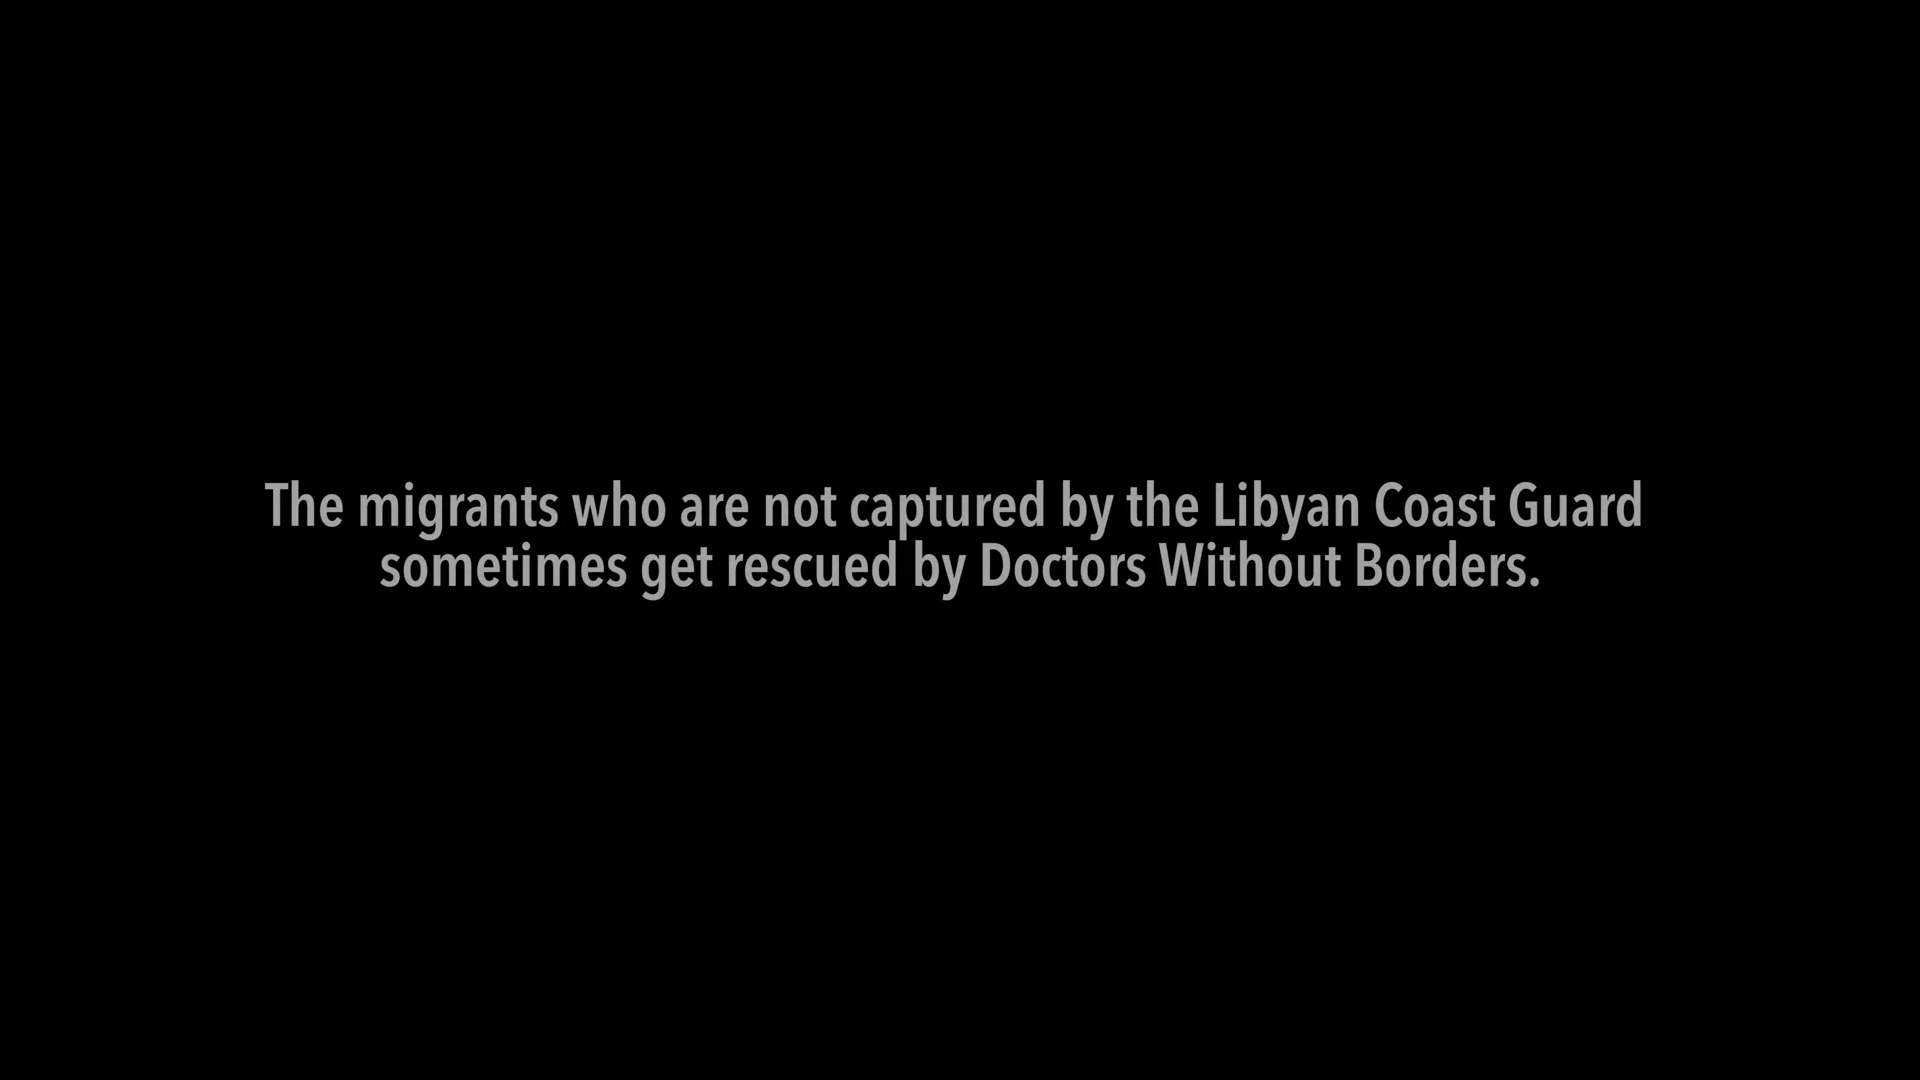 The migrants who are not captured by the Libyan Coast Guard
sometimes get rescued by Doctors Without Borders.